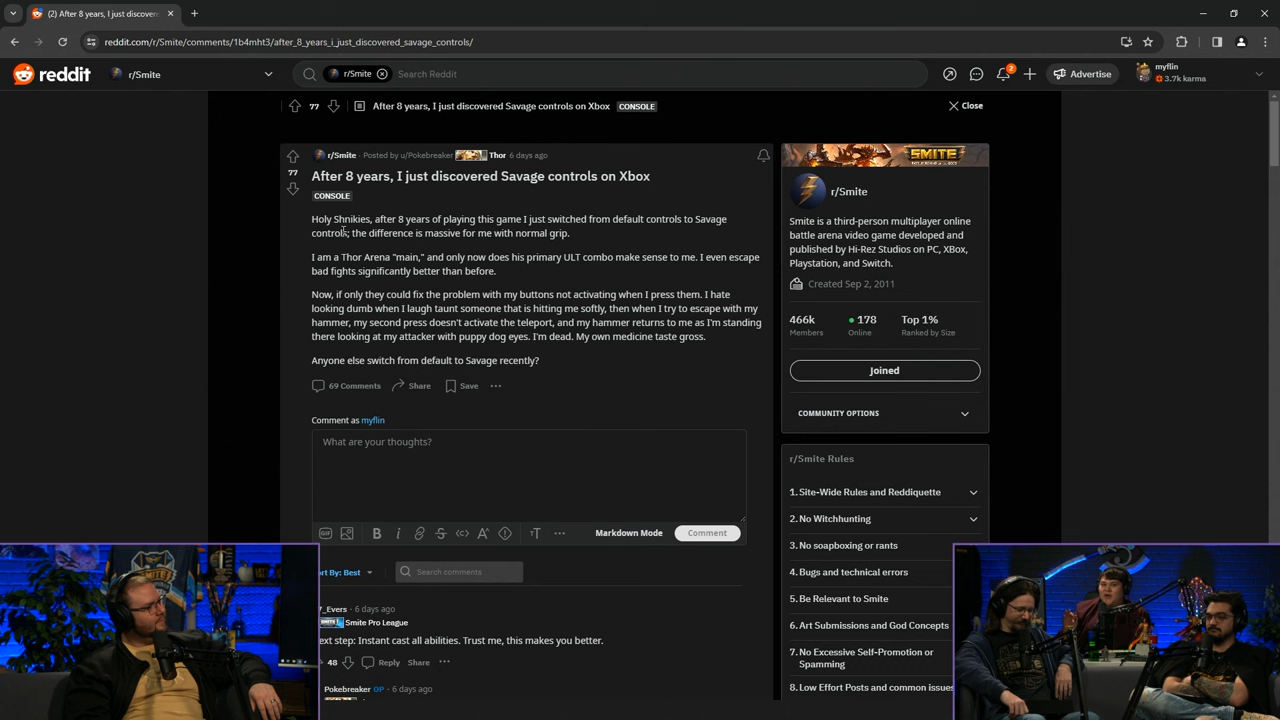 (2) After 8 years, I just discover
reddit.com/r/Smite/comments/1b4mht3/after_8_years_i_just_discovered_savage_controls/
reddit
r/Smite
r/Smite
Search Reddit
2
Advertise
myflin
3.7k karma
77
After 8 years, I just discovered Savage controls on Xbox
CONSOLE
Close
r/Smite · Posted by u/Pokebreaker Thor 6 days ago
77
After 8 years, I just discovered Savage controls on Xbox
CONSOLE
Holy Shnikies, after 8 years of playing this game I just switched from default controls to Savage
controls; the difference is massive for me with normal grip.
I am a Thor Arena "main," and only now does his primary ULT combo make sense to me. I even escape
bad fights significantly better than before.
Now, if only they could fix the problem with my buttons not activating when I press them. I hate
looking dumb when I laugh taunt someone that is hitting me softly, then when I try to escape with my
hammer, my second press doesn't activate the teleport, and my hammer returns to me as I'm standing
there looking at my attacker with puppy dog eyes. I'm dead. My own medicine taste gross.
Anyone else switch from default to Savage recently?
69 Comments
Share
Save
Comment as myflin
What are your thoughts?
GIF
B
i
S
A
TT
Markdown Mode
Comment
rt By: Best
Search comments
_Evers · 6 days ago
Smite Pro League
ext step: Instant cast all abilities. Trust me, this makes you better.
48
Reply
Share
Pokebreaker OP · 6 days ago
SMITE
r/Smite
Smite is a third-person multiplayer online
battle arena video game developed and
published by Hi-Rez Studios on PC, XBox,
Playstation, and Switch.
Created Sep 2, 2011
466k
Members
178
Online
Top 1%
Ranked by Size
Joined
COMMUNITY OPTIONS
r/Smite Rules
1. Site-Wide Rules and Reddiquette
2. No Witchhunting
3. No soapboxing or rants
4. Bugs and technical errors
5. Be Relevant to Smite
6. Art Submissions and God Concepts
7. No Excessive Self-Promotion or
Spamming
8. Low Effort Posts and common issues
SMITE